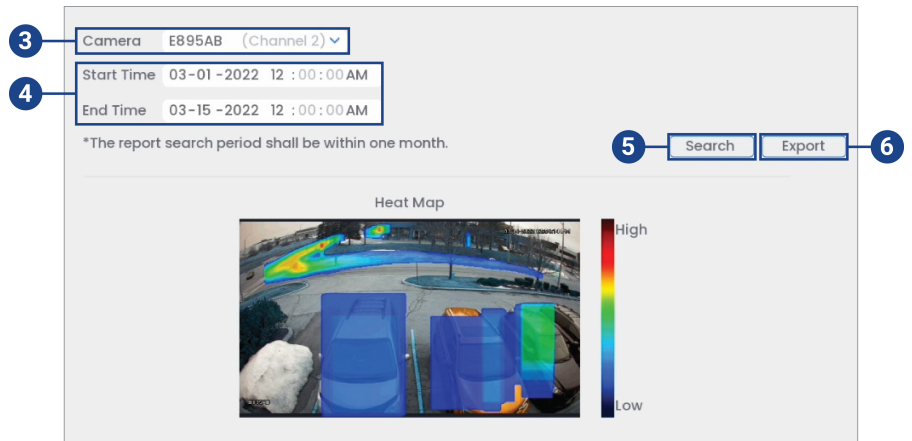 3 Camera E895AB (Channel 2)
Start Time 03-01 -2022 12 :00:00 AM
4
End Time 03-15 -2022 12 :00:00 AM
*The report search period shall be within one month.
5 Search Export 6
Heat Map
High
Low